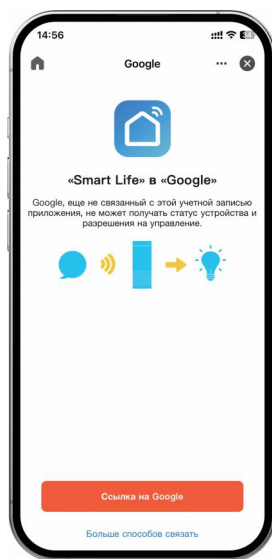 14:56
Google
«Smart Life» в «Google»
Google, еще не связанный с этой учетной записью
приложения, не может получать статус устройства и
разрешения на управление.
Ссылка на Google
Больше способов связать